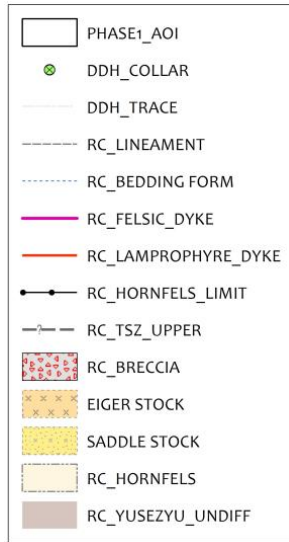 PHASE1_AOI
DDH_COLLAR
DDH_TRACE
RC_LINEAMENT
RC_BEDDING FORM
RC_FELSIC_DYKE
RC_LAMPROPHYRE_DYKE
RC_HORNFELS_LIMIT
?
RC_TSZ_UPPER
RC_BRECCIA
EIGER STOCK
SADDLE STOCK
RC_HORNFELS
RC_YUSEZYU_UNDIFF